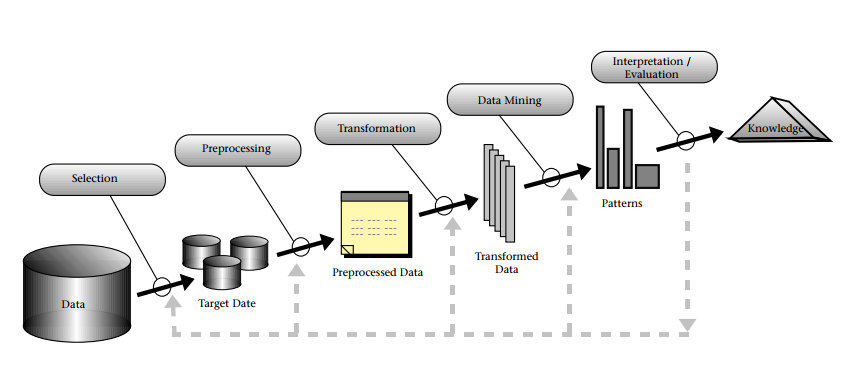 Selection
Preprocessing
Transformation
Data Mining
Interpretation /
Evaluation
Data
Target Date
Preprocessed Data
Transformed
Data
Patterns
Knowledge